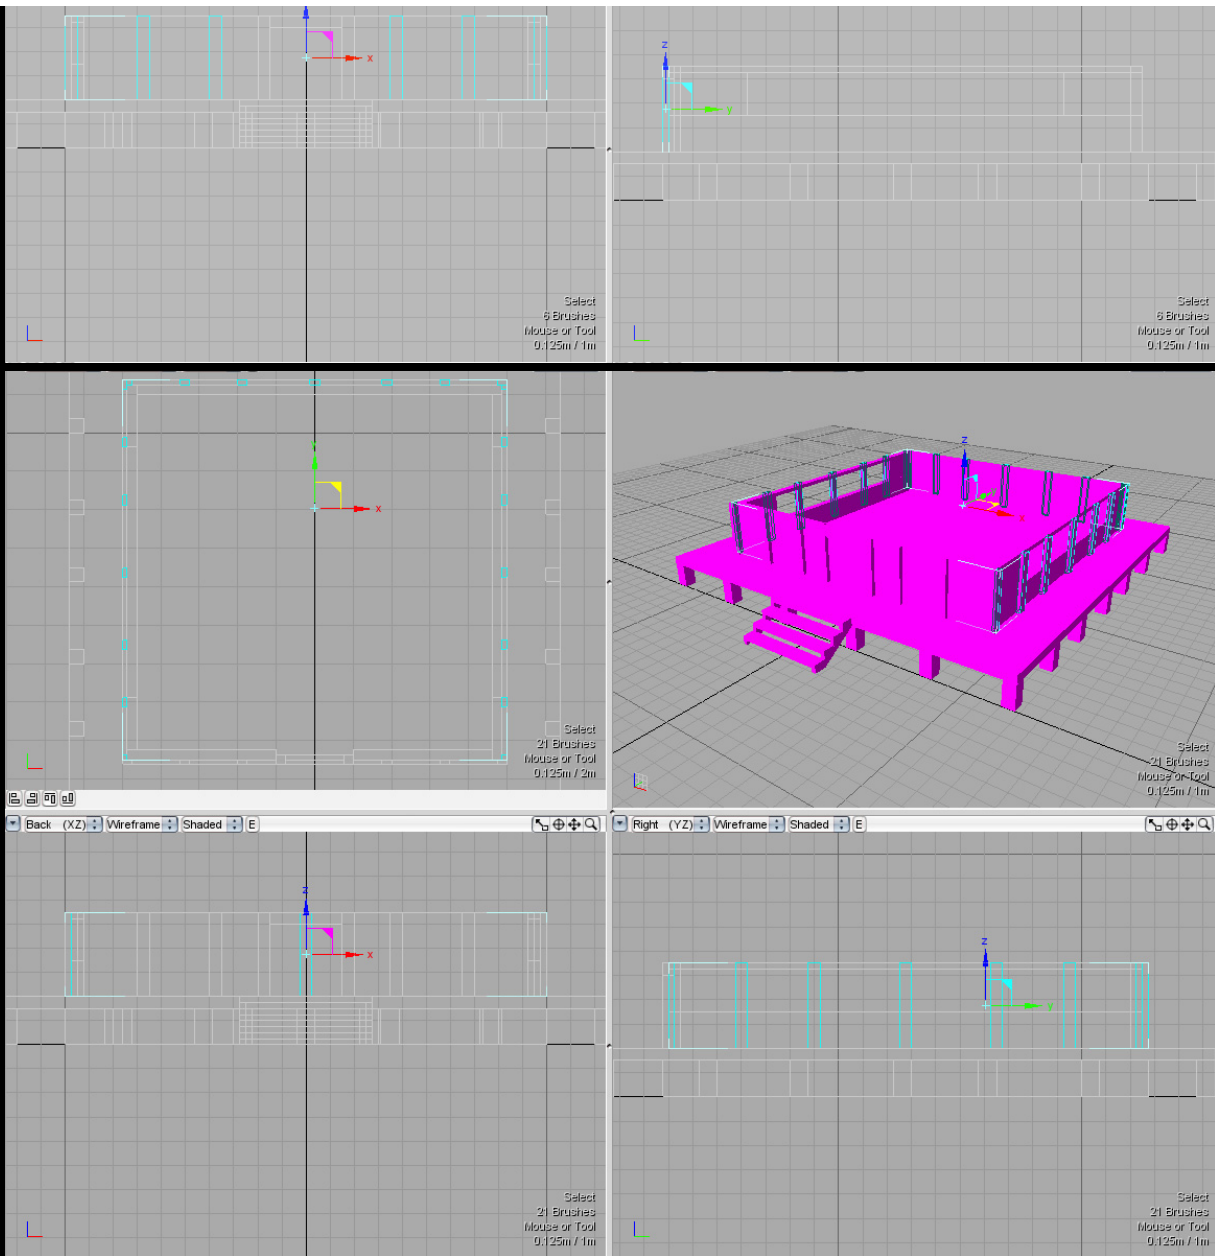 x
z
y
Select
6 Brushes
Mouse or Tool
0.125m / 1m
Select
6 Brushes
Mouse or Tool
0.125m / 1m
x
z
x
Select
21 Brushes
Mouse or Tool
0.125m / 2m
Select
21 Brushes
Mouse or Tool
0.125m / 1m
Back (XZ) Wireframe Shaded E
Right (YZ) Wireframe Shaded E
z
x
z
y
Select
21 Brushes
Mouse or Tool
0.125m / 1m
Select
21 Brushes
Mouse or Tool
0.125m / 1m